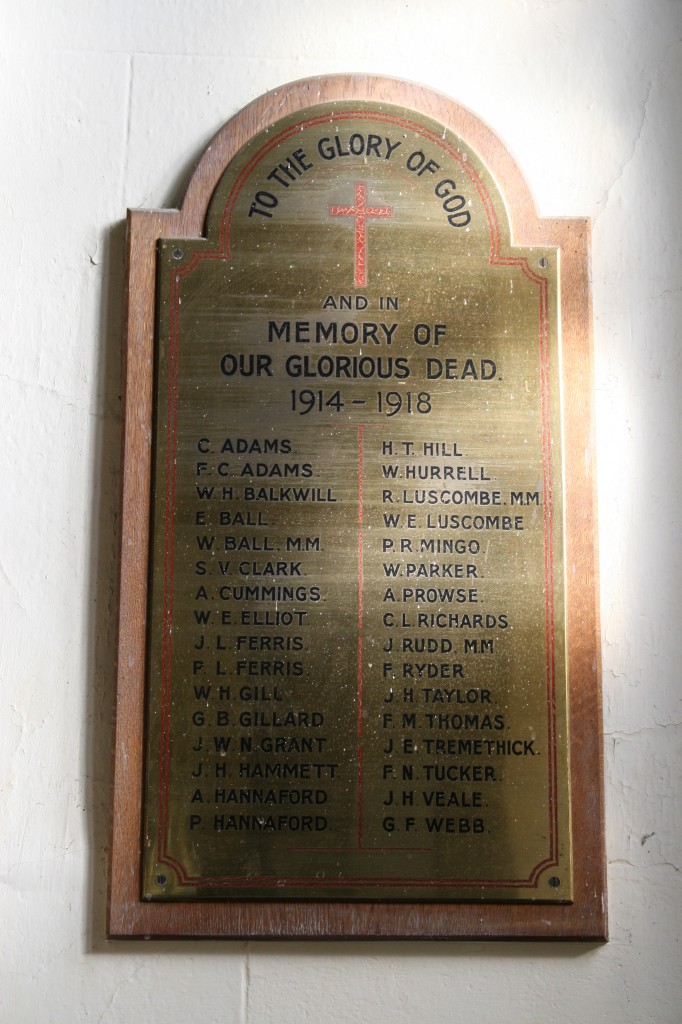 TO THE GLORY OF GOD
AND IN
MEMORY OF
OUR GLORIOUS DEAD.
1914 - 1918
C. ADAMS.
F. C. ADAMS.
W. H. BALKWILL.
E. BALL.
W. BALL. M.M.
S. V. CLARK.
A. CUMMINGS.
W. E. ELLIOT.
J. L. FERRIS.
P. L. FERRIS.
W. H. GILL
G. B. GILLARD
J. W. N. GRANT
J. H. HAMMETT
A. HANNAFORD
P. HANNAFORD.
H. T. HILL.
W. HURRELL.
R. LUSCOMBE. M.M.
W. E. LUSCOMBE
P. R. MINGO.
W. PARKER.
A. PROWSE.
C. L. RICHARDS
J. RUDD. M.M
F. RYDER
J. H. TAYLOR.
F. M. THOMAS.
J. E. TREMETHICK.
F. N. TUCKER.
J. H. VEALE.
G. F. WEBB.